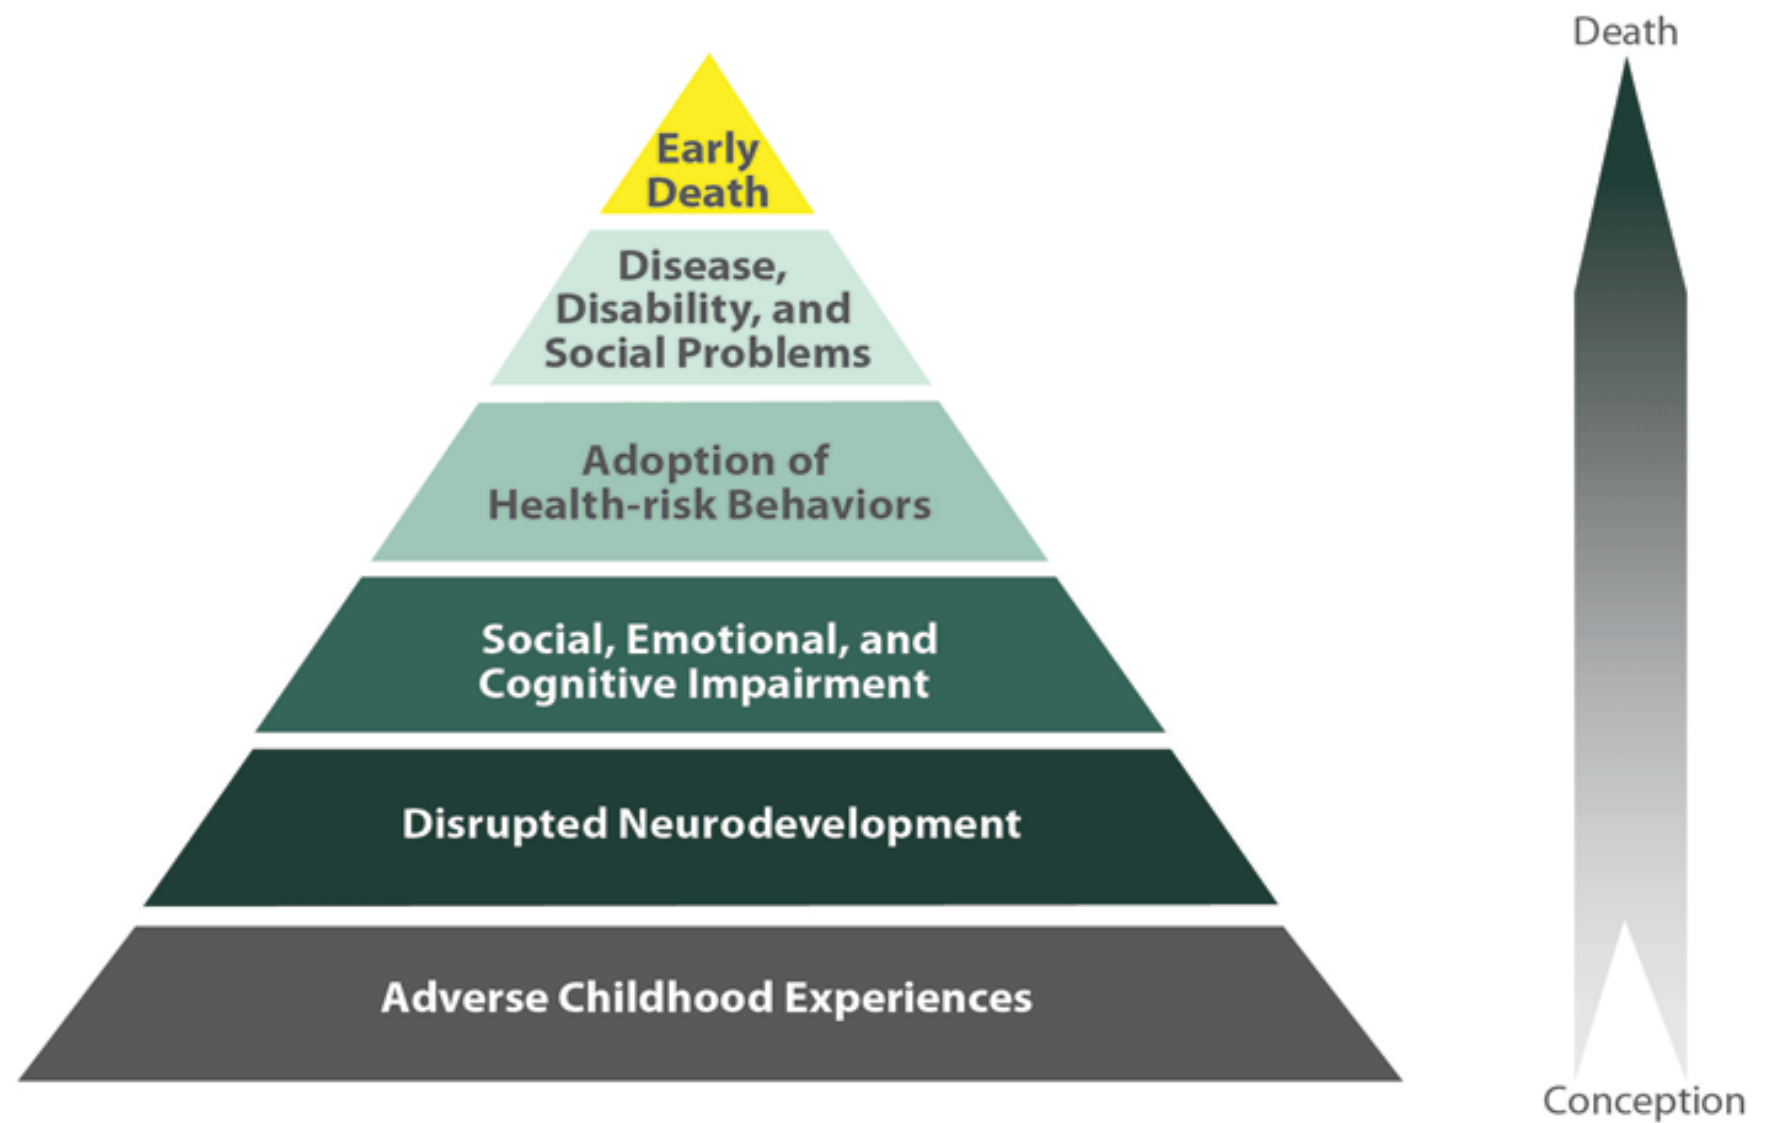 Death
Early
Death
Disease,
Disability, and
Social Problems
Adoption of
Health-risk Behaviors
Social, Emotional, and
Cognitive Impairment
Disrupted Neurodevelopment
Adverse Childhood Experiences
Conception